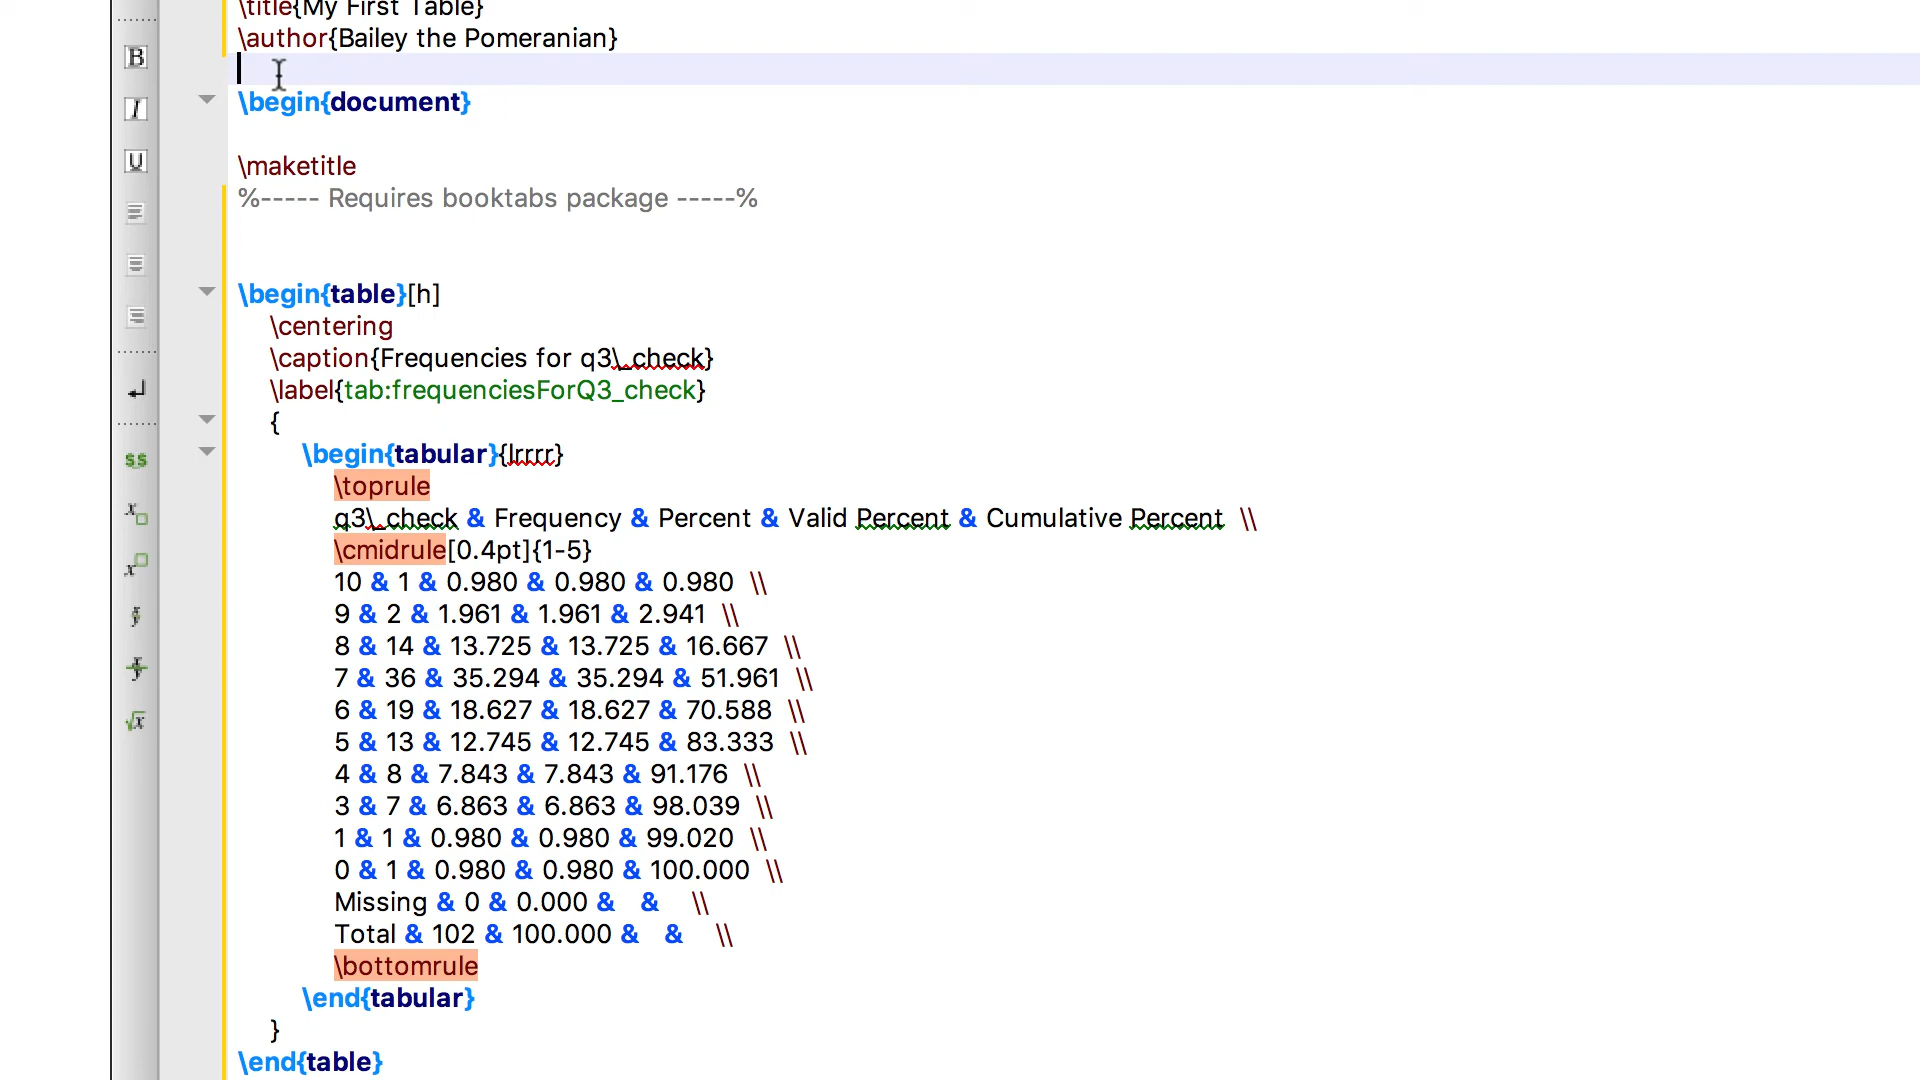 \title{My First Table}
\author{Bailey the Pomeranian}
\begin{document}
\maketitle
%----- Requires booktabs package -----%
\begin{table}[h]
\centering
\caption{Frequencies for q3\_check}
\label{tab:frequenciesForQ3_check}
{
\begin{tabular}{lrrrr}
\toprule
q3\_check & Frequency & Percent & Valid Percent & Cumulative Percent \\
\cmidrule[0.4pt]{1-5}
10 & 1 & 0.980 & 0.980 & 0.980 \\
9 & 2 & 1.961 & 1.961 & 2.941 \\
8 & 14 & 13.725 & 13.725 & 16.667 \\
7 & 36 & 35.294 & 35.294 & 51.961 \\
6 & 19 & 18.627 & 18.627 & 70.588 \\
5 & 13 & 12.745 & 12.745 & 83.333 \\
4 & 8 & 7.843 & 7.843 & 91.176 \\
3 & 7 & 6.863 & 6.863 & 98.039 \\
1 & 1 & 0.980 & 0.980 & 99.020 \\
0 & 1 & 0.980 & 0.980 & 100.000 \\
Missing & 0 & 0.000 & & \\
Total & 102 & 100.000 & & \\
\bottomrule
\end{tabular}
}
\end{table}